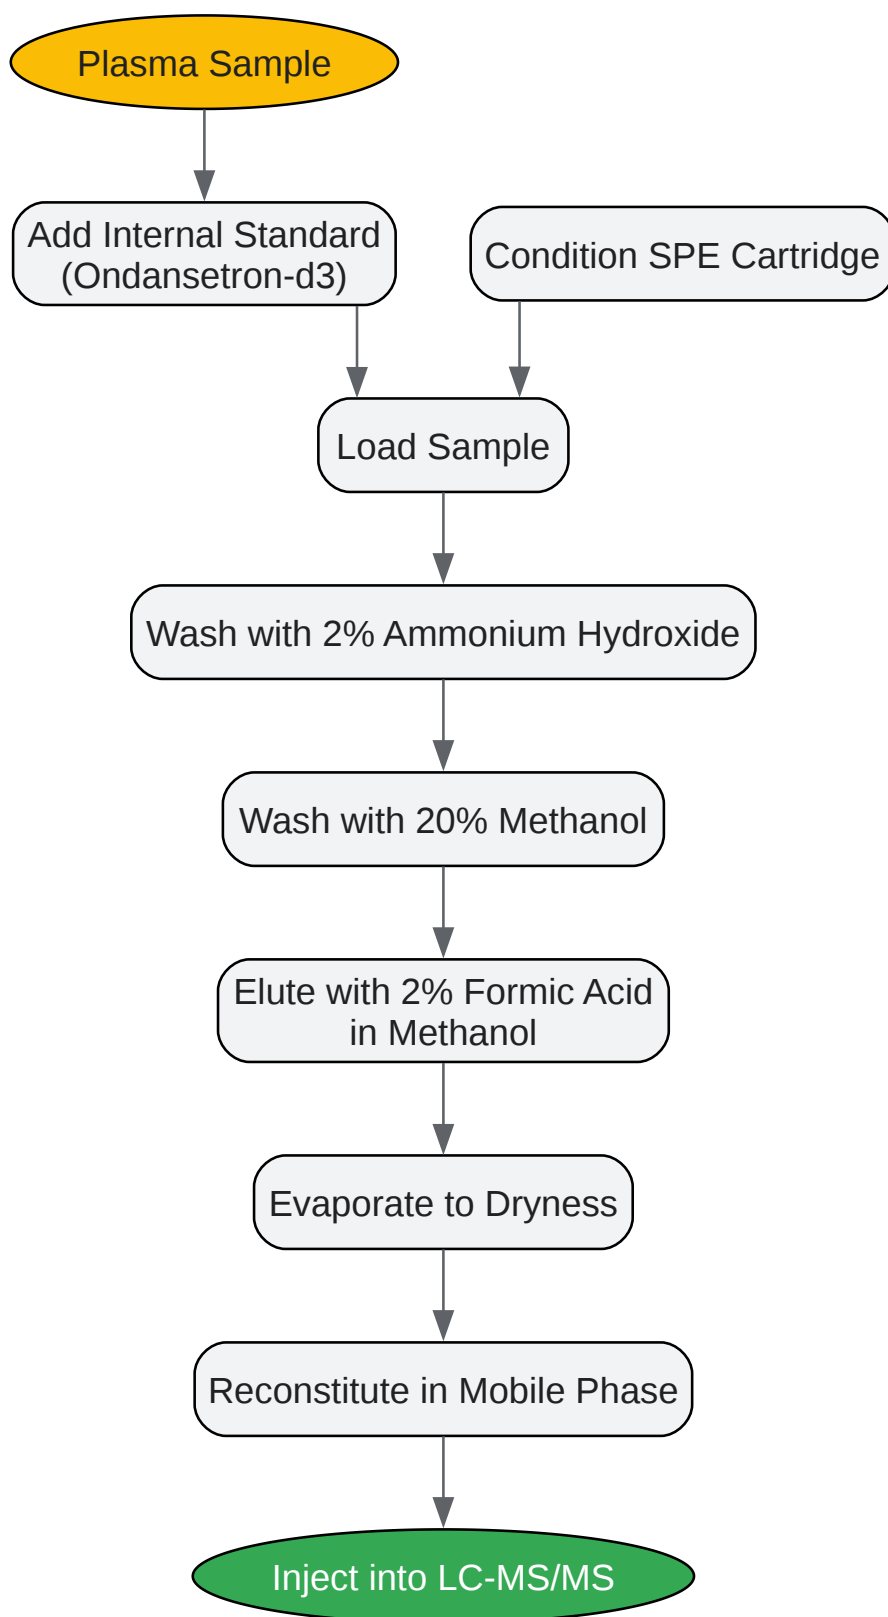 Plasma Sample
Add Internal Standard
(Ondansetron-d3)
Condition SPE Cartridge
Load Sample
Wash with 2% Ammonium Hydroxide
Wash with 20% Methanol
Elute with 2% Formic Acid
in Methanol
Evaporate to Dryness
Reconstitute in Mobile Phase
Inject into LC-MS/MS